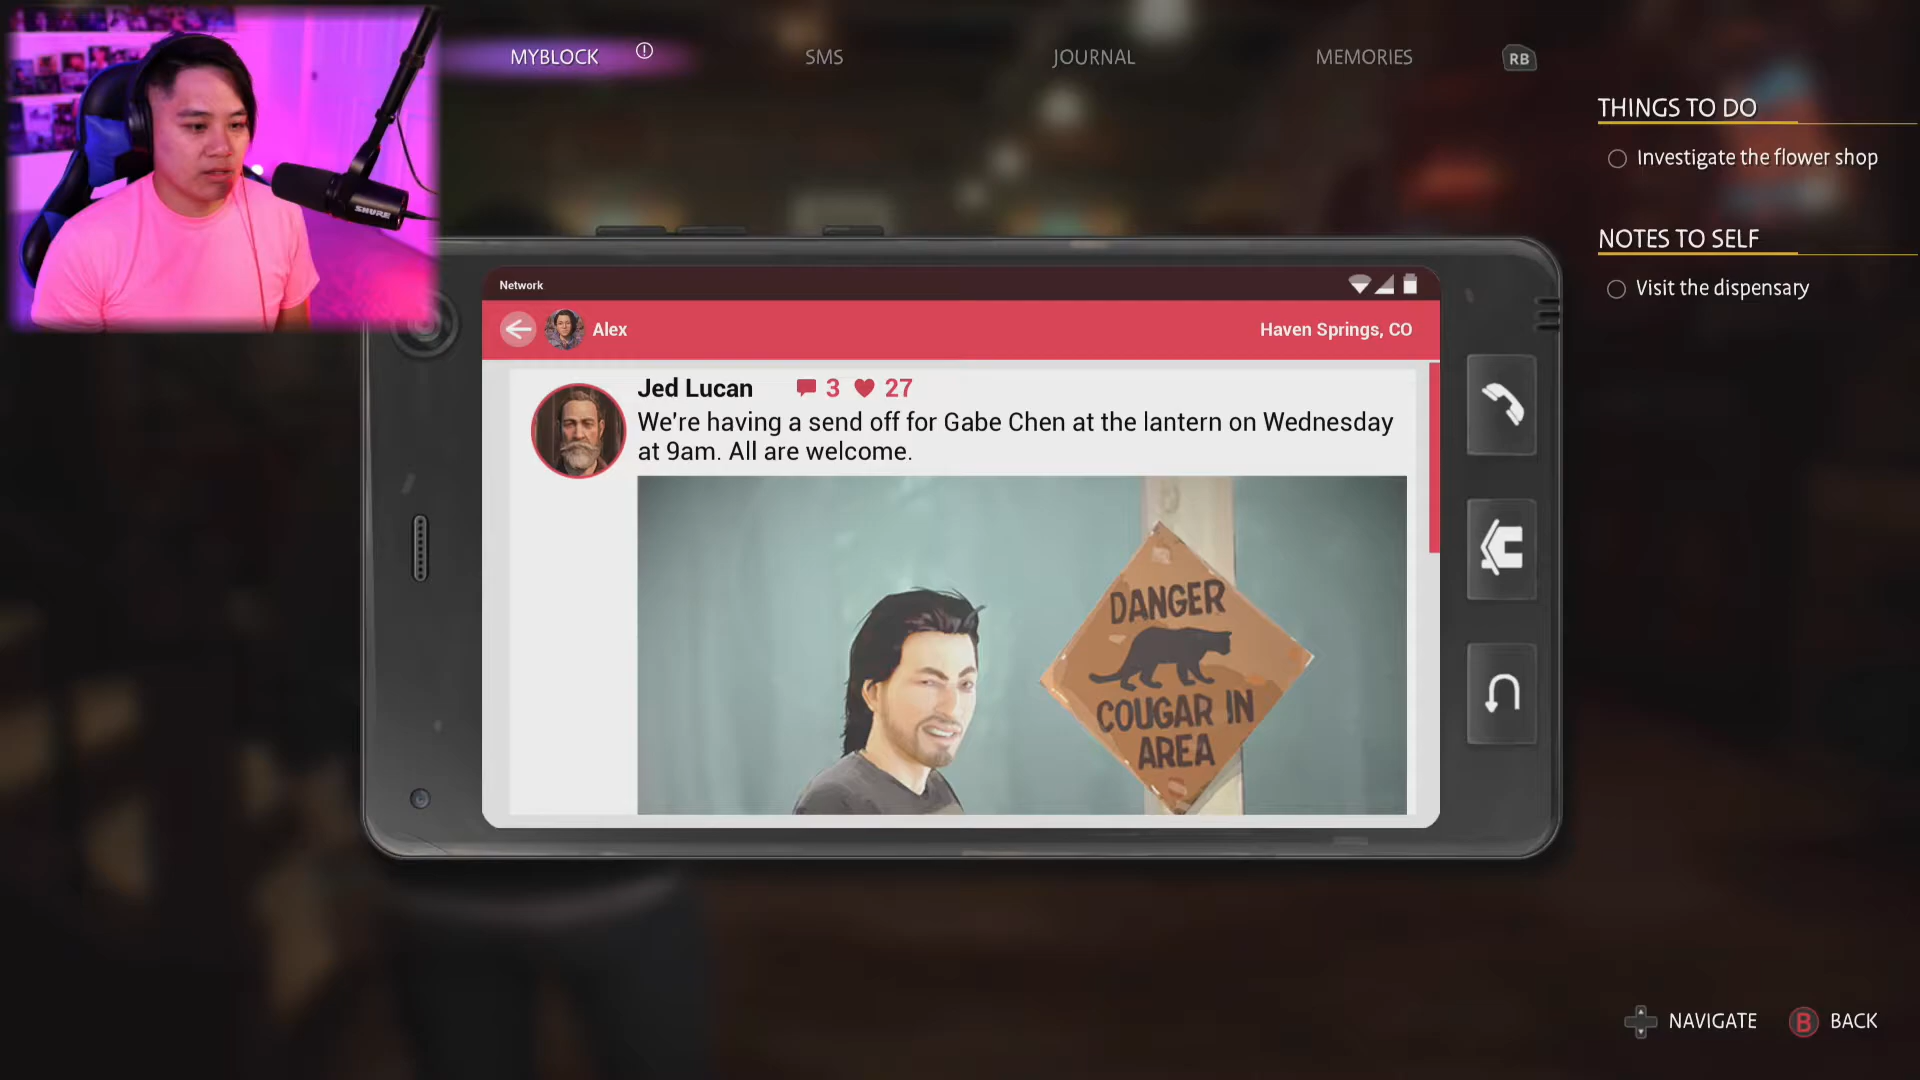 MYBLOCK
SMS
JOURNAL
MEMORIES
RB
THINGS TO DO
Investigate the flower shop
NOTES TO SELF
Visit the dispensary
SHURE
Network
Alex
Haven Springs, CO
Jed Lucan 3 27
We're having a send off for Gabe Chen at the lantern on Wednesday
at 9am. All are welcome.
DANGER
COUGAR IN
AREA
NAVIGATE
B BACK